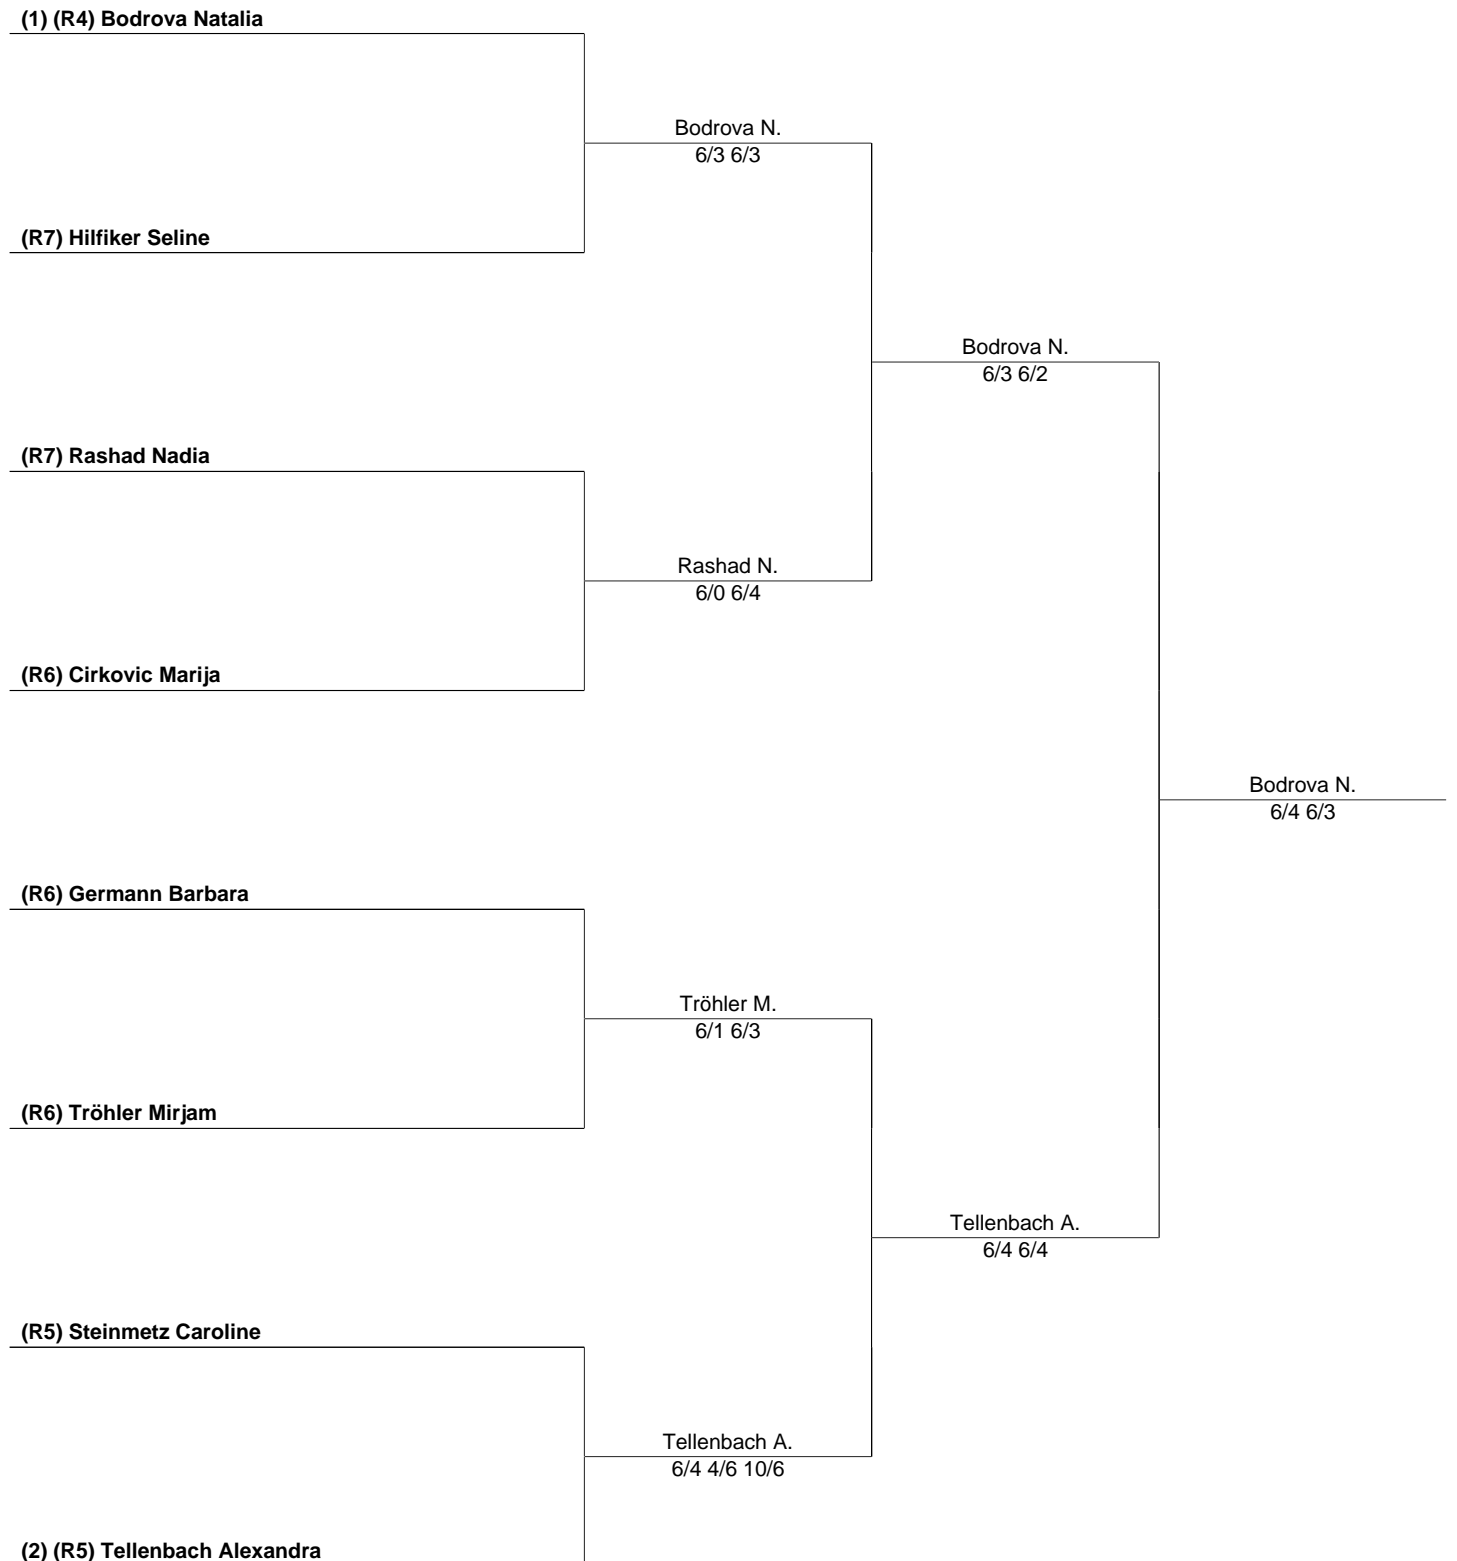 (1) (R4) Bodrova Natalia
Bodrova N.
6/3 6/3
(R7) Hilfiker Seline
Bodrova N.
6/3 6/2
(R7) Rashad Nadia
Rashad N.
6/0 6/4
(R6) Cirkovic Marija
Bodrova N.
6/4 6/3
(R6) Germann Barbara
Tröhler M.
6/1 6/3
(R6) Tröhler Mirjam
Tellenbach A.
6/4 6/4
(R5) Steinmetz Caroline
Tellenbach A.
6/4 4/6 10/6
(2) (R5) Tellenbach Alexandra